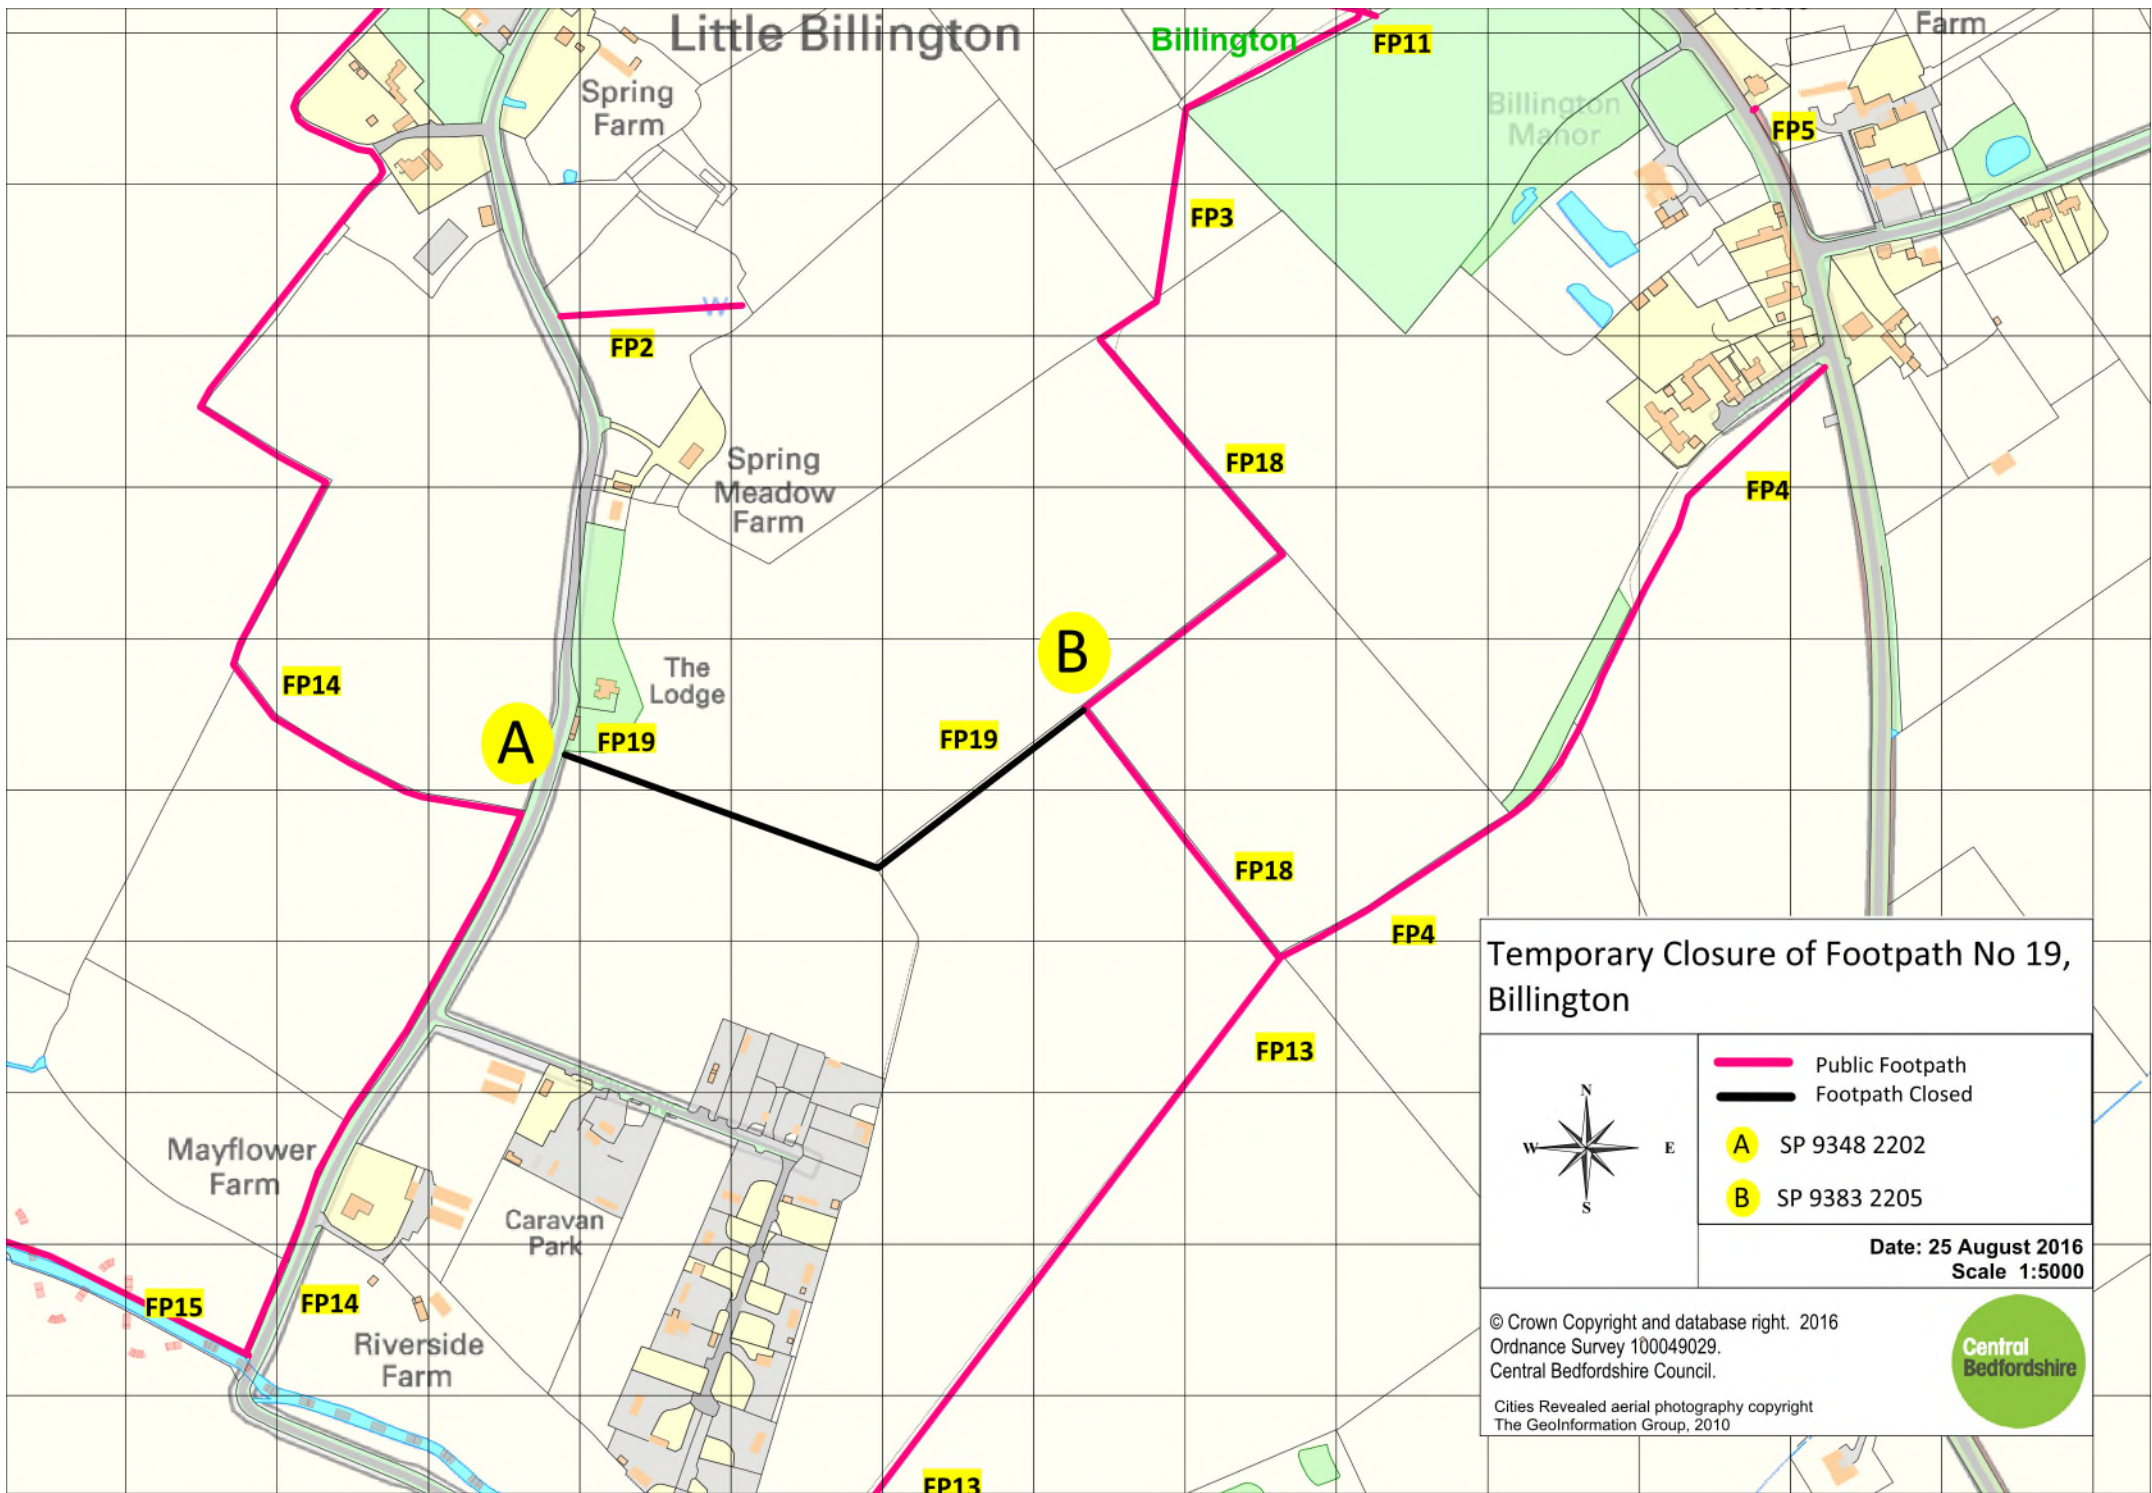 Little Billington
Billington
FP11
Farm
Spring
Farm
Billington
Manor
FP5
FP3
W
FP2
FP18
Spring
Meadow
Farm
FP4
B
The
Lodge
FP14
A
FP19
FP19
FP18
FP4
FP13
Mayflower
Farm
Caravan
Park
FP15
FP14
Riverside
Farm
FP13
Temporary Closure of Footpath No 19,
Billington
N
W E
S
Public Footpath
Footpath Closed
A SP 9348 2202
B SP 9383 2205
Date: 25 August 2016
Scale 1:5000
© Crown Copyright and database right. 2016
Ordnance Survey 100049029.
Central Bedfordshire Council.
Cities Revealed aerial photography copyright
The GeoInformation Group, 2010
Central
Bedfordshire